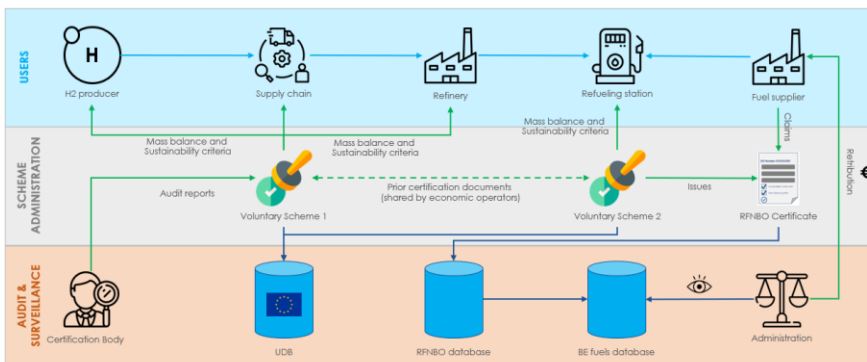 USERS
H
H2 producer
Supply chain
Refinery
Refueling station
Fuel supplier
SCHEME
ADMINISTRATION
Mass balance and
Sustainability criteria
Mass balance and
Sustainability criteria
Mass balance and
Sustainability criteria
Claims
Retribution
€
Audit reports
Prior certification documents
(shared by economic operators)
Issues
Voluntary Scheme 1
Voluntary Scheme 2
RFNBO Certificate
AUDIT &
SURVEILLANCE
Certification Body
UDB
RFNBO database
BE fuels database
Administration